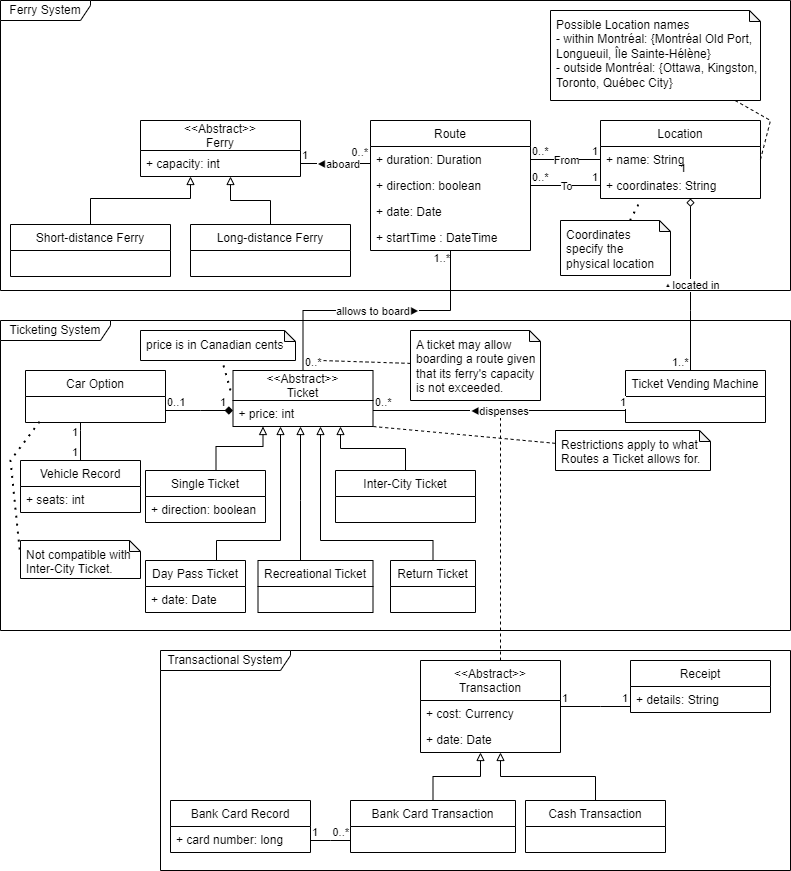 Ferry System
Possible Location names
- within Montréal: {Montréal Old Port,
Longueuil, Île Sainte-Hélène}
- outside Montréal: {Ottawa, Kingston,
Toronto, Québec City}
<<Abstract>>
Ferry
+ capacity: int
1
◀aboard
0..*
Route
+ duration: Duration
+ direction: boolean
+ date: Date
+ startTime : DateTime
0..*
From
1
0..*
To
1
Location
+ name: String
+ coordinates: String
Short-distance Ferry
Long-distance Ferry
Coordinates
specify the
physical location
1..*
▲ located in
allows to board▶
Ticketing System
price is in Canadian cents
0..*
A ticket may allow
boarding a route given
that its ferry's capacity
is not exceeded.
1..*
Car Option
0..1
1
<<Abstract>>
Ticket
+ price: int
0..*
◀dispenses
1
Ticket Vending Machine
1
1
Restrictions apply to what
Routes a Ticket allows for.
Vehicle Record
+ seats: int
Single Ticket
+ direction: boolean
Inter-City Ticket
Not compatible with
Inter-City Ticket.
Day Pass Ticket
+ date: Date
Recreational Ticket
Return Ticket
Transactional System
<<Abstract>>
Transaction
+ cost: Currency
+ date: Date
1
1
Receipt
+ details: String
Bank Card Record
+ card number: long
1
0..*
Bank Card Transaction
Cash Transaction